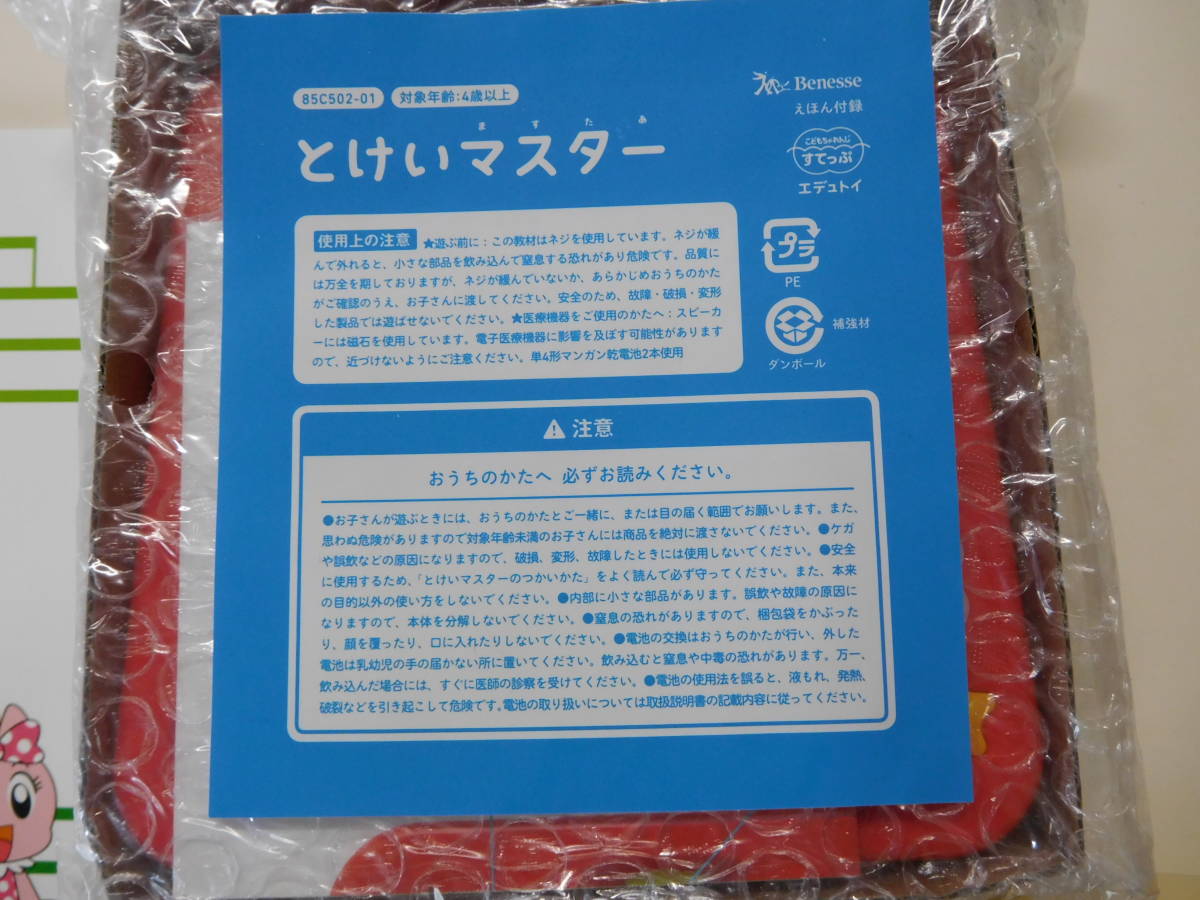 85C502-01 対象年齢:4歳以上
ますたあ
とけいマスター
Benesse
えほん付録
こどもちゃれんじ
すてっぷ
エデュトイ
使用上の注意 ★遊ぶ前に:この教材はネジを使用しています。ネジが緩
んで外れると、小さな部品を飲み込んで窒息する恐れがあり危険です。品質に
は万全を期しておりますが、ネジが緩んでいないか、あらかじめおうちのかた
がご確認のうえ、お子さんに渡してください。安全のため、故障・破損・変形
した製品では遊ばせないでください。★医療機器をご使用のかたへ:スピーカ
ーには磁石を使用しています。電子医療機器に影響を及ぼす可能性があります
ので、近づけないようにご注意ください。単4形マンガン乾電池2本使用
プラ
PE
補強材
ダンボール
注意
おうちのかたへ 必ずお読みください。
●お子さんが遊ぶときには、おうちのかたとご一緒に、または目の届く範囲でお願いします。また、
思わぬ危険がありますので対象年齢未満のお子さんには商品を絶対に渡さないでください。●ケガ
や誤飲などの原因になりますので、破損、変形、故障したときには使用しないでください。●安全
に使用するため、「とけいマスターのつかいかた」をよく読んで必ず守ってください。また、本来
の目的以外の使い方をしないでください。●内部に小さな部品があります。誤飲や故障の原因に
なりますので、本体を分解しないでください。●窒息の恐れがありますので、梱包袋をかぶった
り、顔を覆ったり、口に入れたりしないでください。●電池の交換はおうちのかたが行い、外した
電池は乳幼児の手の届かない所に置いてください。飲み込むと窒息や中毒の恐れがあります。万一、
飲み込んだ場合には、すぐに医師の診察を受けてください。●電池の使用法を誤ると、液もれ、発熱、
破裂などを引き起こして危険です。電池の取り扱いについては取扱説明書の記載内容に従ってください。